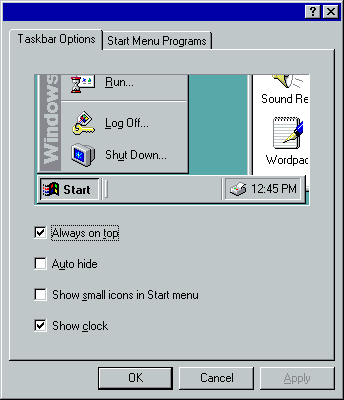 Taskbar Options
Start Menu Programs
Windows
Run...
Log Off...
Shut Down...
Sound Re
Wordpac
Start
12:45 PM
Always on top
Auto hide
Show small icons in Start menu
Show clock
OK
Cancel
Apply